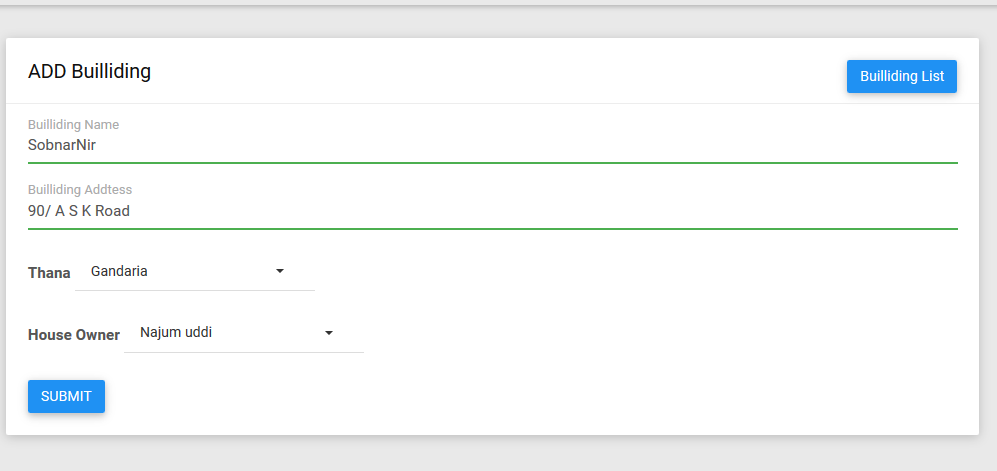 ADD Builliding
Builliding List
Builliding Name
SobnarNir
Builliding Addtess
90/ A S K Road
Thana Gandaria
House Owner Najum uddi
SUBMIT